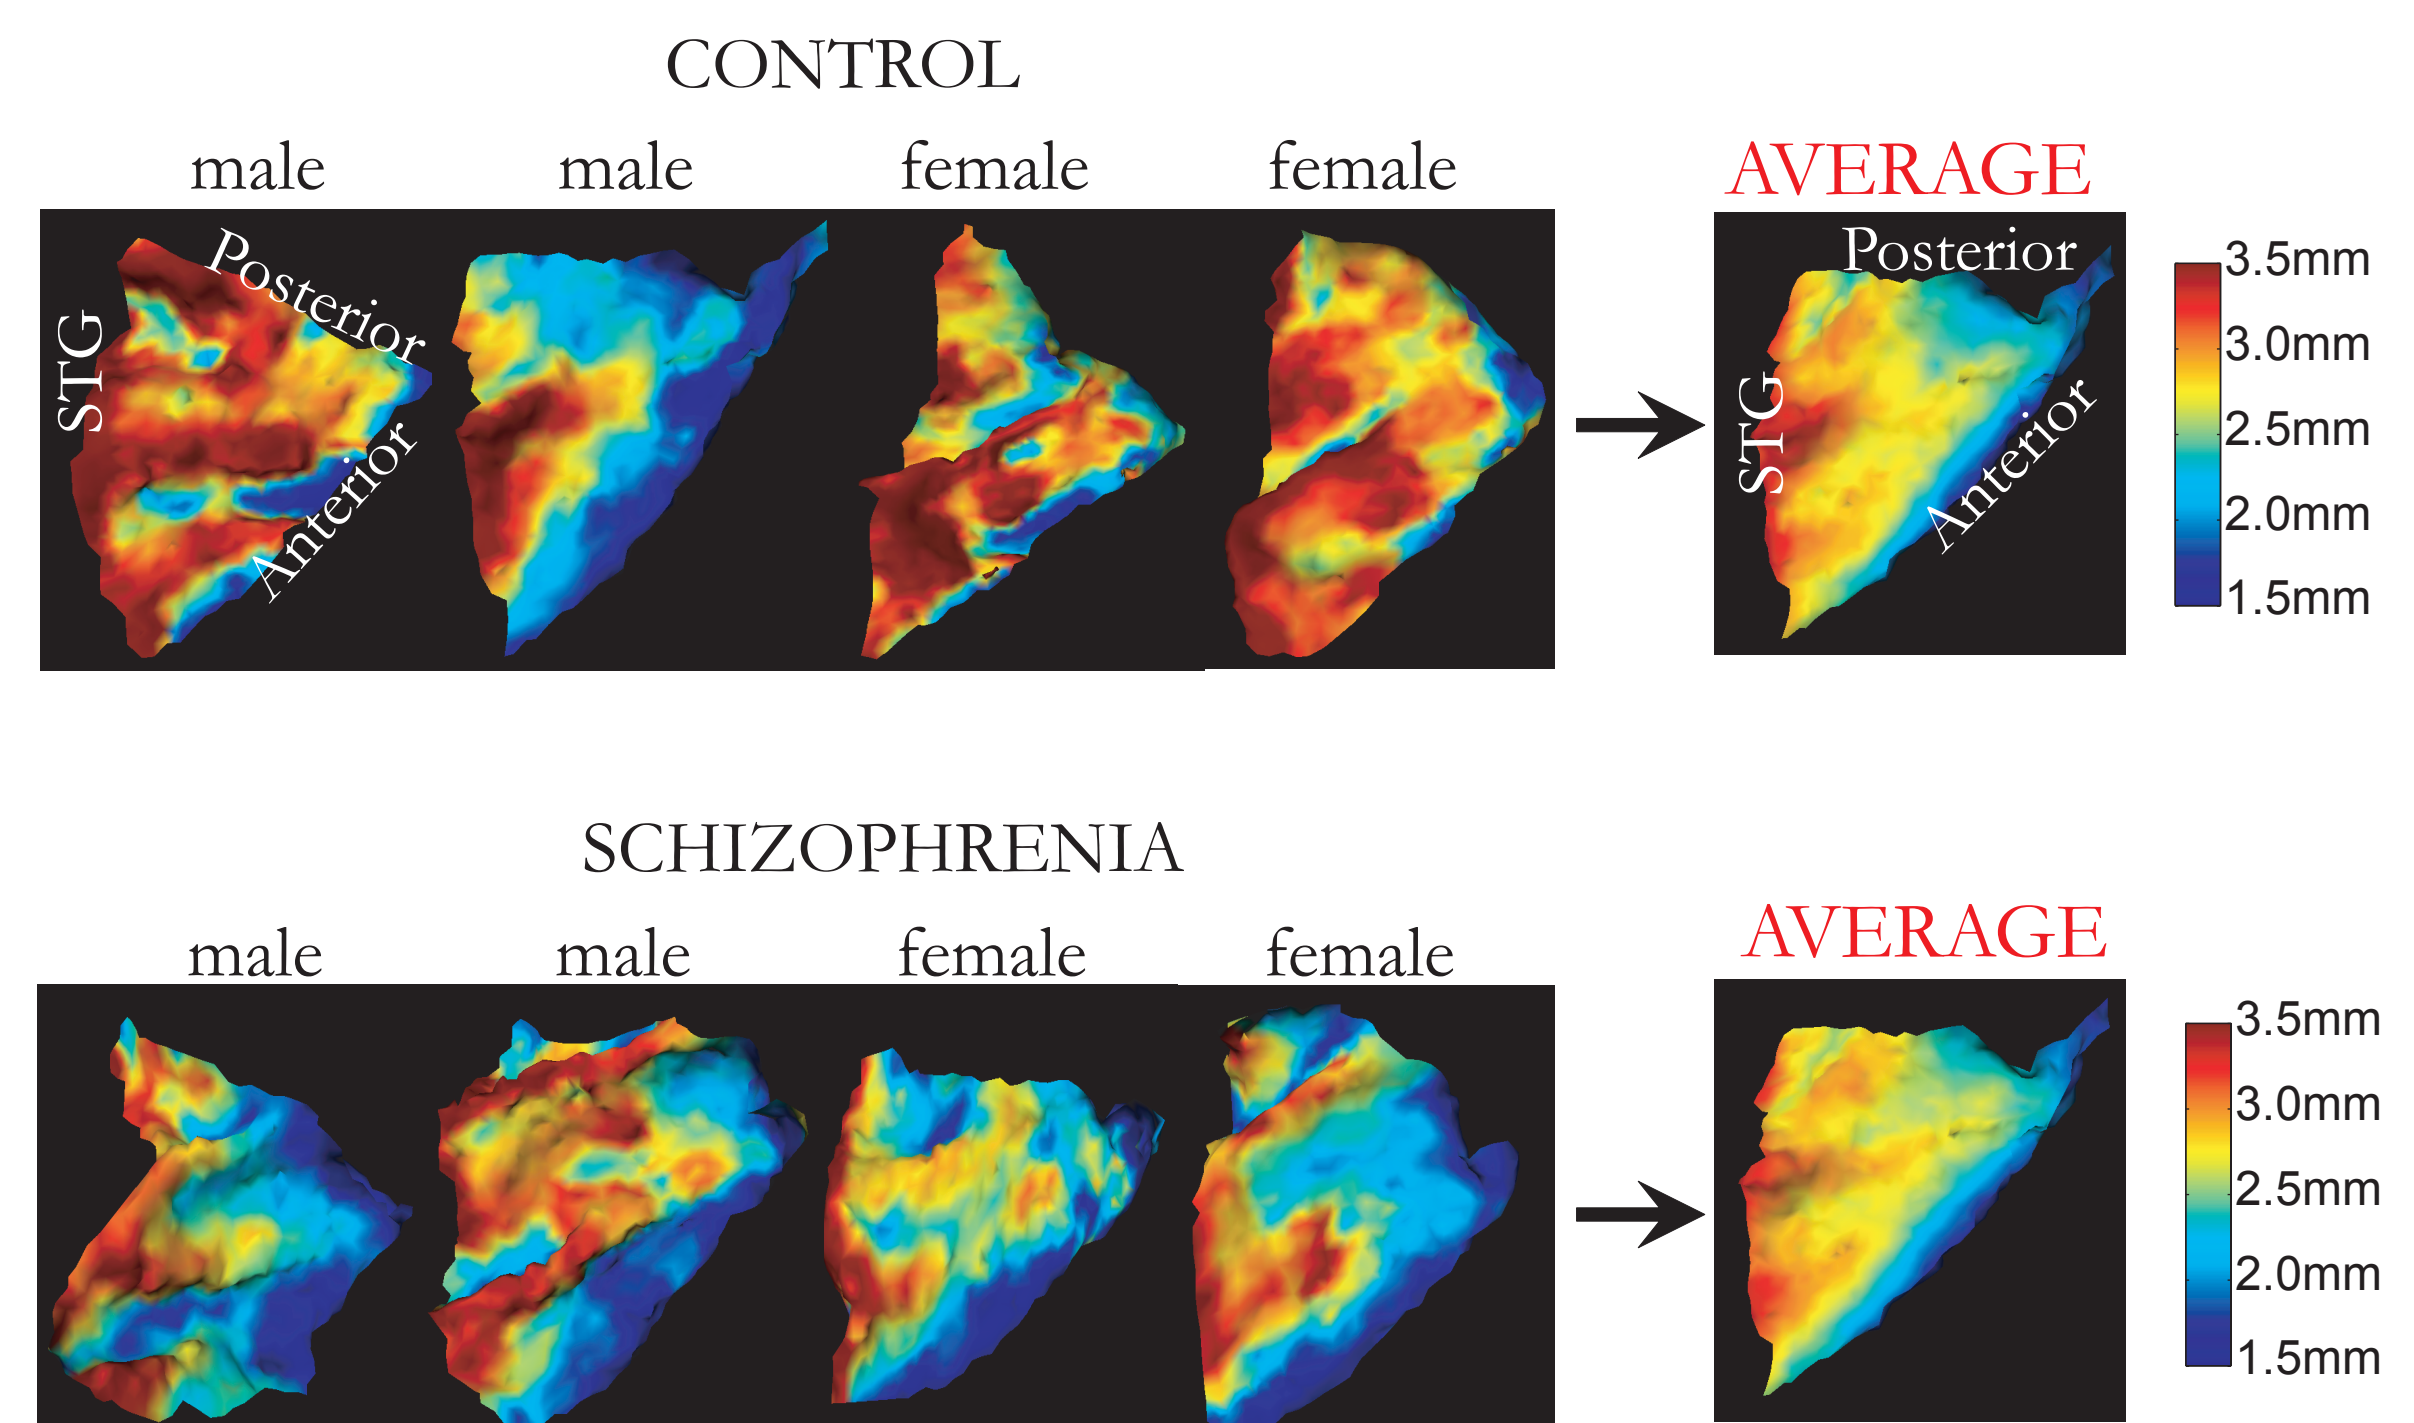 CONTROL
male male female female AVERAGE
STG Posterior Anterior
Posterior STG Anterior
3.5mm
3.0mm
2.5mm
2.0mm
1.5mm
SCHIZOPHRENIA
male male female female AVERAGE
3.5mm
3.0mm
2.5mm
2.0mm
1.5mm